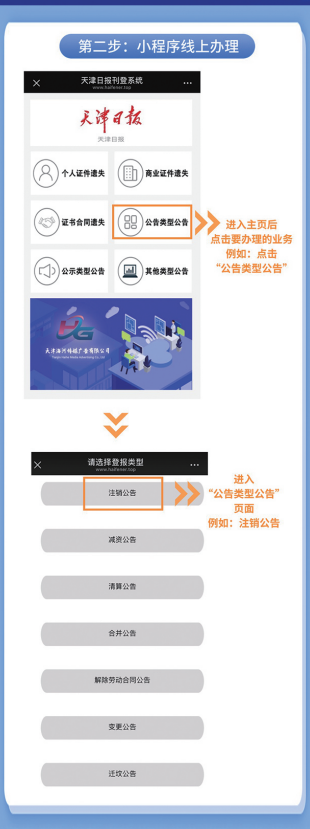 第二步：小程序线上办理
天津日报刊登系统
www.haifener.top
天津日报
天津日报
个人证件遗失
商业证件遗失
证书合同遗失
公告类型公告
进入主页后
点击要办理的业务
例如：点击
“公告类型公告”
公示类型公告
其他类型公告
HG
天津海河传媒广告有限公司
请选择登报类型
www.haifener.top
注销公告
进入
“公告类型公告”
页面
例如：注销公告
减资公告
清算公告
合并公告
解除劳动合同公告
变更公告
迁坟公告